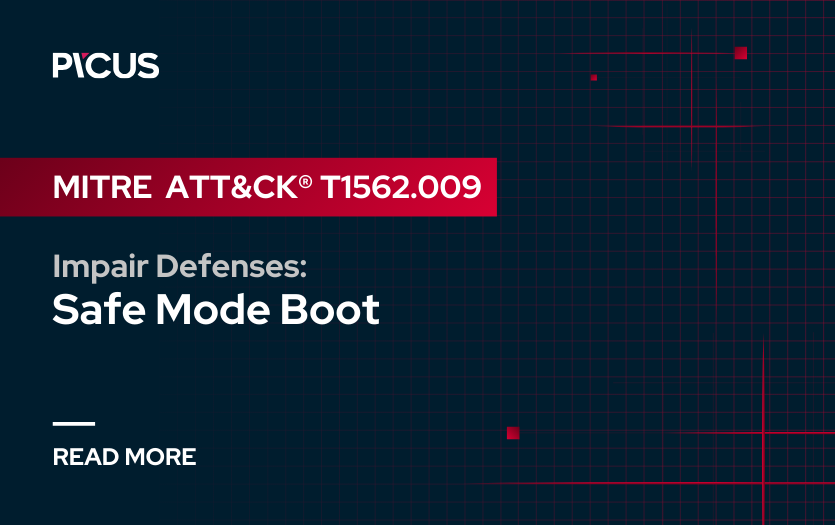 PICUS
MITRE ATT&CK® T1562.009
Impair Defenses:
Safe Mode Boot
READ MORE